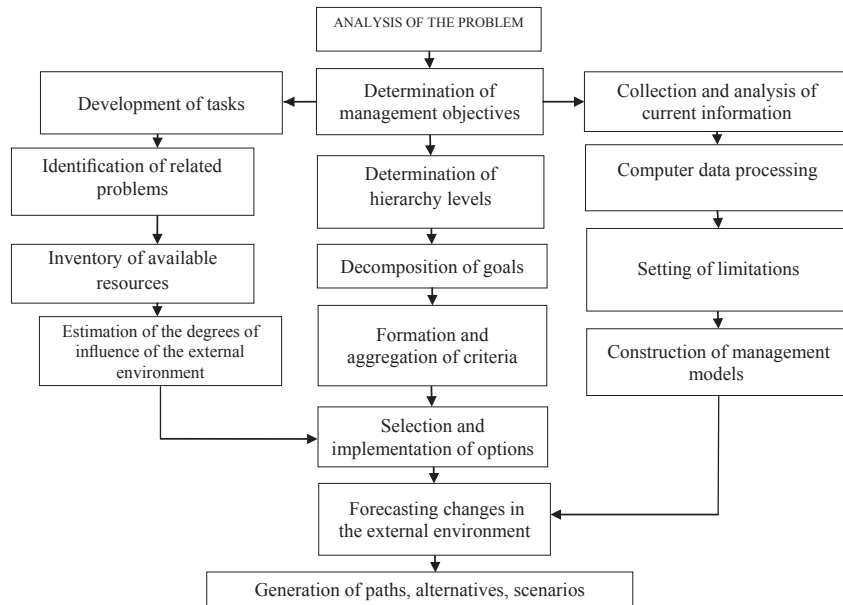 ANALYSIS OF THE PROBLEM
Development of tasks
Determination of
management objectives
Collection and analysis of
current information
Identification of related
problems
Determination of
hierarchy levels
Computer data processing
Inventory of available
resources
Decomposition of goals
Setting of limitations
Estimation of the degrees of
influence of the external
environment
Formation and
aggregation of criteria
Construction of management
models
Selection and
implementation of options
Forecasting changes in
the external environment
Generation of paths, alternatives, scenarios